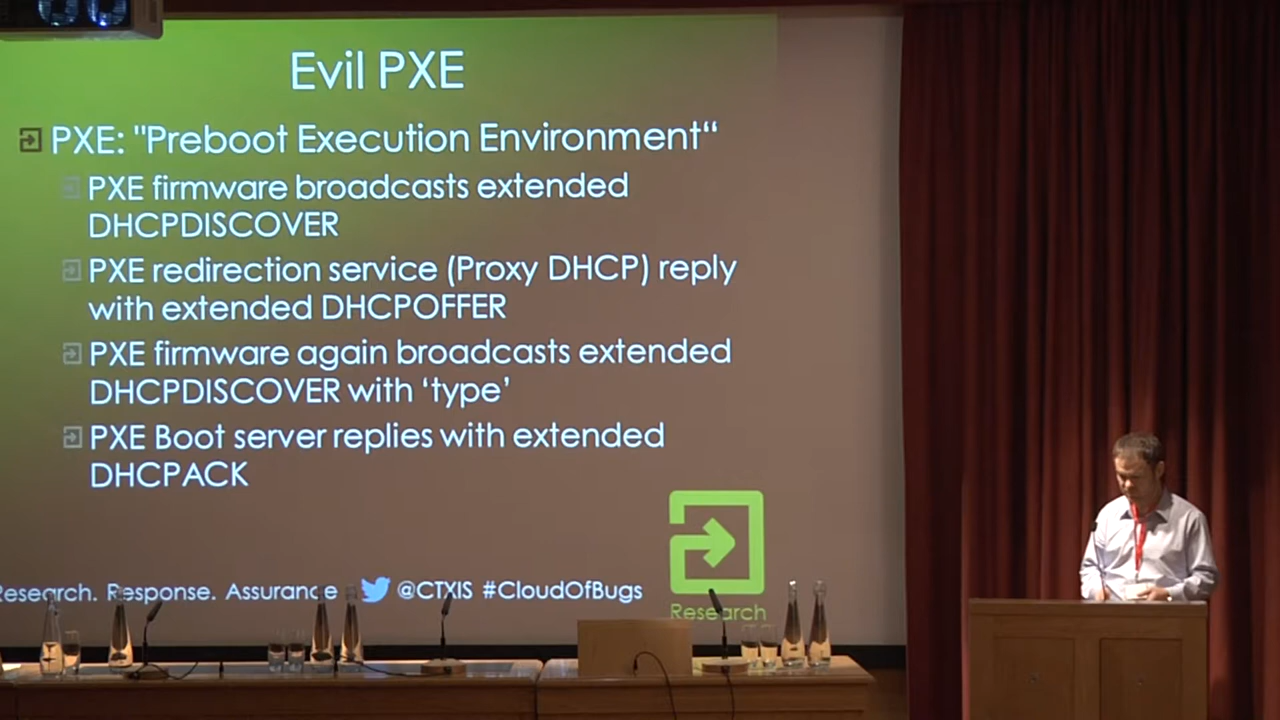 Evil PXE
PXE: "Preboot Execution Environment“
PXE firmware broadcasts extended
DHCPDISCOVER
PXE redirection service (Proxy DHCP) reply
with extended DHCPOFFER
PXE firmware again broadcasts extended
DHCPDISCOVER with ‘type’
PXE Boot server replies with extended
DHCPACK
Research. Response. Assurance @CTXIS #CloudOfBugs
Research